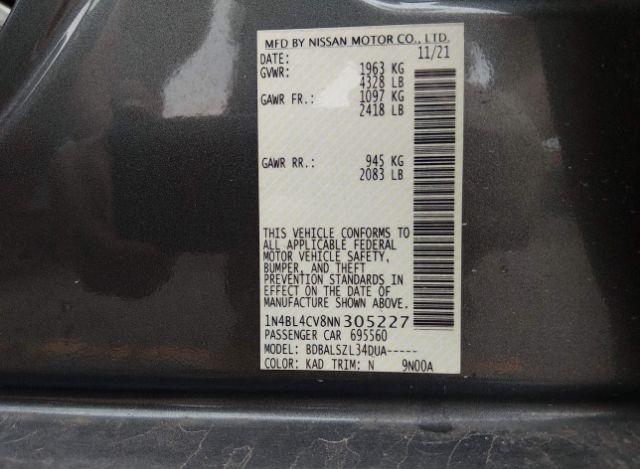 MFD BY NISSAN MOTOR CO., LTD.
DATE: 11/21
GVWR: 1963 KG
4328 LB
GAWR FR.: 1097 KG
2418 LB
GAWR RR.: 945 KG
2083 LB
THIS VEHICLE CONFORMS TO
ALL APPLICABLE FEDERAL
MOTOR VEHICLE SAFETY,
BUMPER, AND THEFT
PREVENTION STANDARDS IN
EFFECT ON THE DATE OF
MANUFACTURE SHOWN ABOVE.
1N4BL4CV8NN305227
PASSENGER CAR 695560
MODEL: BDBALSZL34DUA-----
COLOR: KAD TRIM: N 9N00A